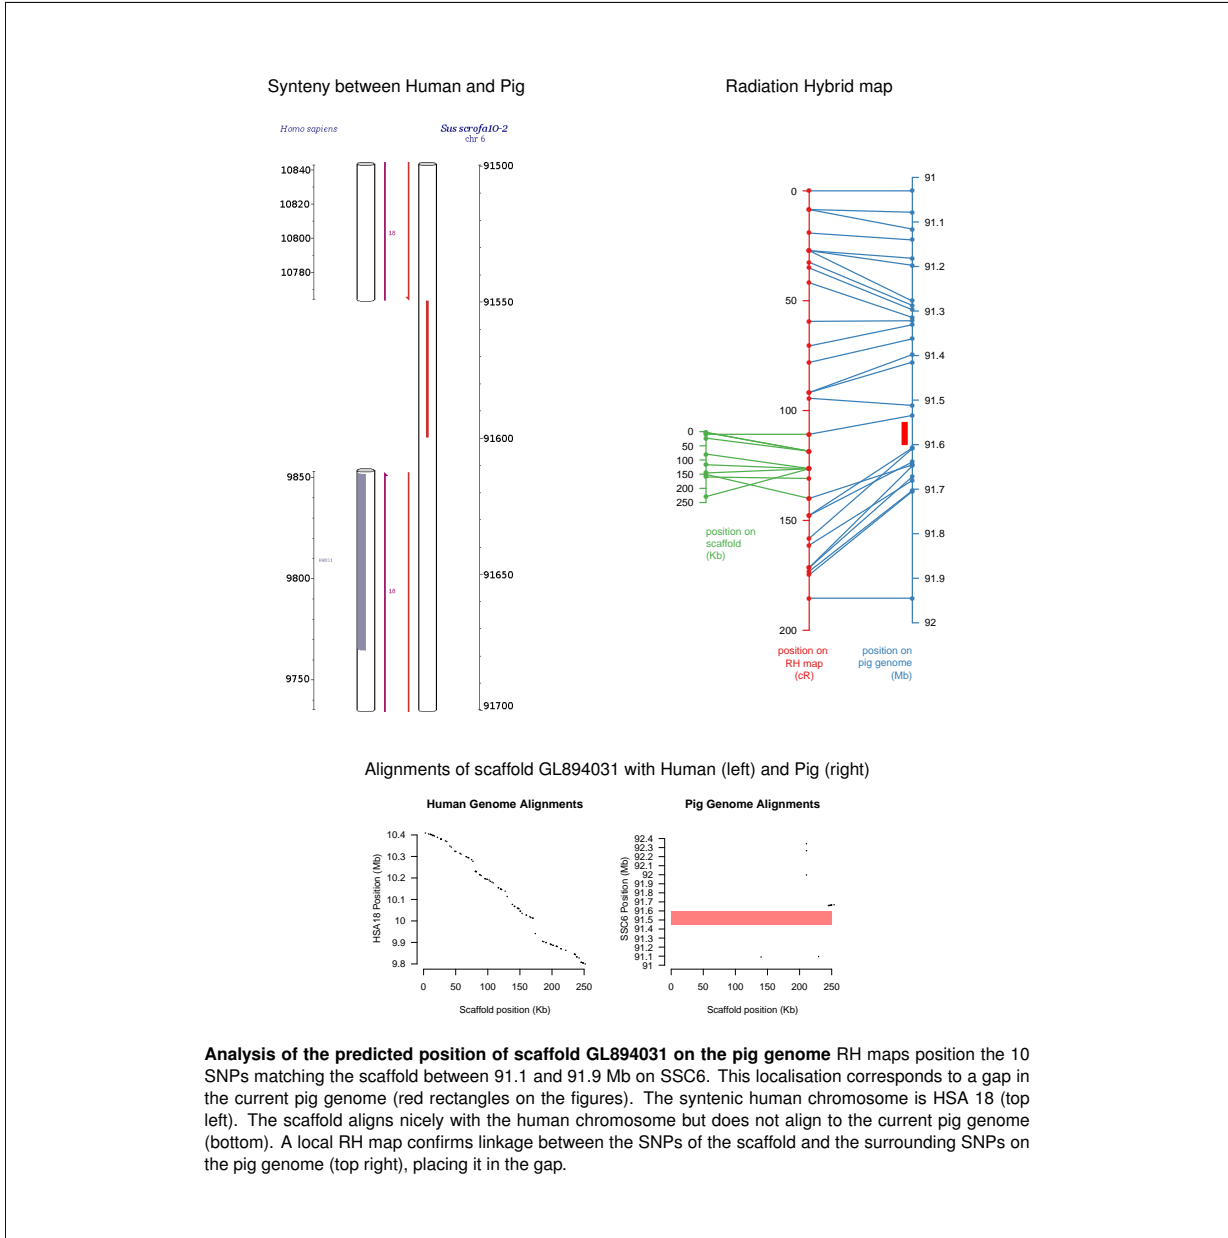 Synteny between Human and Pig
Homo sapiens
Sus scrofa10-2
chr 6
10840
10820
10800
10780
18
91500
91550
91600
91650
91700
9850
9800
9750
18
Radiation Hybrid map
0
50
100
150
200
91
91.1
91.2
91.3
91.4
91.5
91.6
91.7
91.8
91.9
92
0
50
100
150
200
250
position on
scaffold
(Kb)
position on
RH map
(cR)
position on
pig genome
(Mb)
Alignments of scaffold GL894031 with Human (left) and Pig (right)
Human Genome Alignments
HSA18 Position (Mb)
10.4
10.3
10.2
10.1
10
9.9
9.8
0 50 100 150 200 250
Scaffold position (Kb)
Pig Genome Alignments
SSC6 Position (Mb)
92.4
92.3
92.2
92.1
92
91.9
91.8
91.7
91.6
91.5
91.4
91.3
91.2
91.1
91
0 50 100 150 200 250
Scaffold position (Kb)
Analysis of the predicted position of scaffold GL894031 on the pig genome RH maps position the 10
SNPs matching the scaffold between 91.1 and 91.9 Mb on SSC6. This localisation corresponds to a gap in
the current pig genome (red rectangles on the figures). The syntenic human chromosome is HSA 18 (top
left). The scaffold aligns nicely with the human chromosome but does not align to the current pig genome
(bottom). A local RH map confirms linkage between the SNPs of the scaffold and the surrounding SNPs on
the pig genome (top right), placing it in the gap.